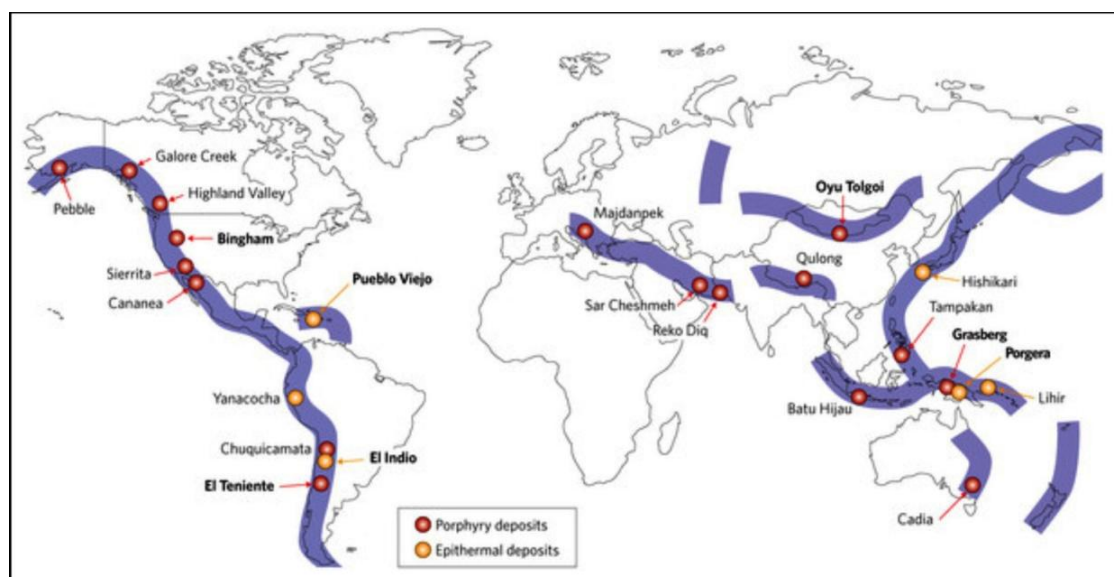 Galore Creek
Pebble
Highland Valley
Bingham
Sierrita
Cananea
Pueblo Viejo
Yanacocha
Chuquicamata
El Indio
El Teniente
Majdanpek
Sar Cheshmeh
Reko Diq
Oyu Tolgoi
Qulong
Hishikari
Tampakan
Grasberg
Porgera
Batu Hijau
Lihir
Cadia
Porphyry deposits
Epithermal deposits